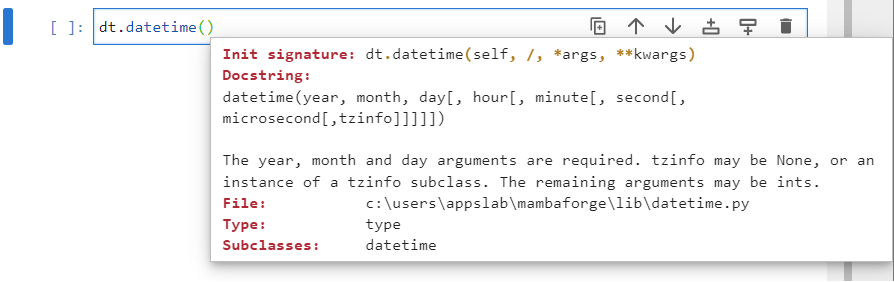 [ ]: dt.datetime()
Init signature: dt.datetime(self, /, *args, **kwargs)
Docstring:
datetime(year, month, day[, hour[, minute[, second[,
microsecond[,tzinfo]]]]])
The year, month and day arguments are required. tzinfo may be None, or an
instance of a tzinfo subclass. The remaining arguments may be ints.
File: c:\users\appslab\mambaforge\lib\datetime.py
Type: type
Subclasses: datetime